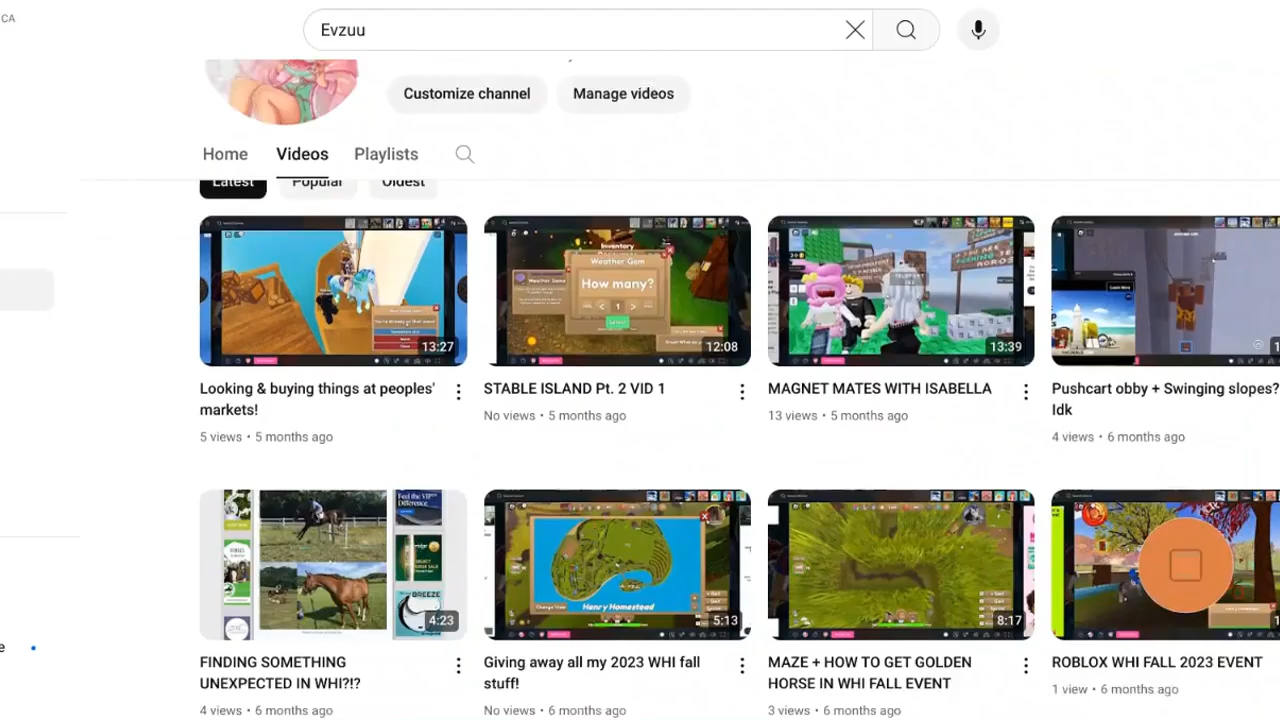 CA
Evzuu
Customize channel
Manage videos
Home
Videos
Playlists
Latest
Popular
Oldest
Weather Gem
How many?
1
13:27
12:08
13:39
Looking & buying things at peoples'
markets!
5 views • 5 months ago
STABLE ISLAND Pt. 2 VID 1
No views • 5 months ago
MAGNET MATES WITH ISABELLA
13 views • 5 months ago
Pushcart obby + Swinging slopes?
Idk
4 views • 6 months ago
Henry Homestead
Change View
4:23
5:13
8:17
FINDING SOMETHING
UNEXPECTED IN WHI?!?
4 views • 6 months ago
Giving away all my 2023 WHI fall
stuff!
No views • 6 months ago
MAZE + HOW TO GET GOLDEN
HORSE IN WHI FALL EVENT
3 views • 6 months ago
ROBLOX WHI FALL 2023 EVENT
1 view • 6 months ago
e